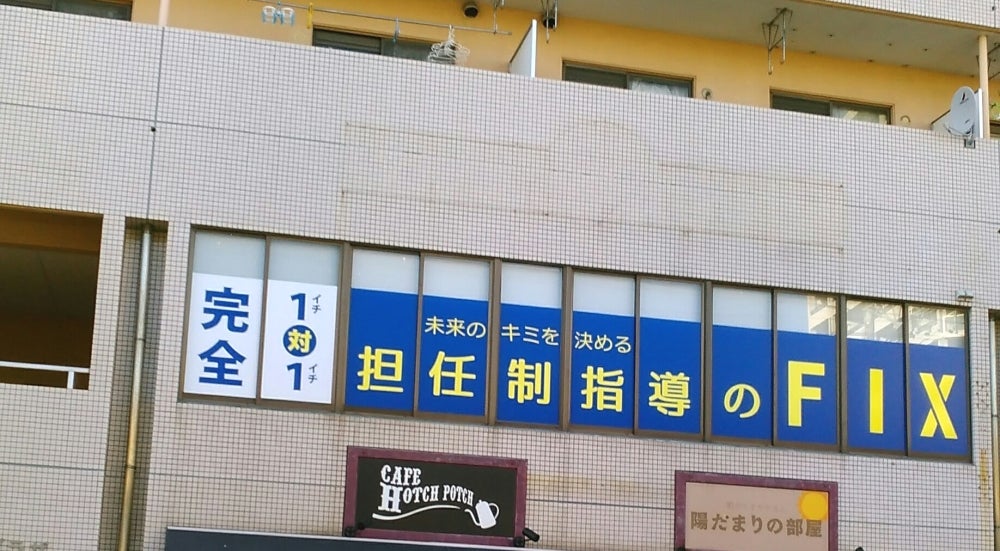 完全
1イチ
対
1イチ
未来のキミを決める
担任制指導のFIX
CAFE
HOTCH POTCH
陽だまりの部屋